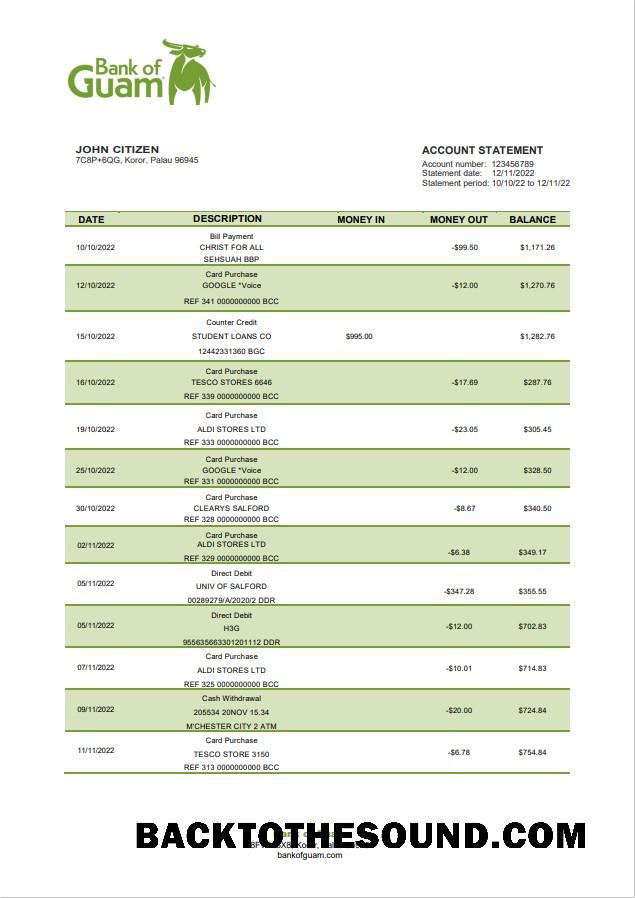 Bank of
Guam
JOHN CITIZEN
7C8P+6QG, Koror, Palau 96945
ACCOUNT STATEMENT
Account number: 123456789
Statement date: 12/11/2022
Statement period: 10/10/22 to 12/11/22
DATE DESCRIPTION MONEY IN MONEY OUT BALANCE
Bill Payment
10/10/2022 CHRIST FOR ALL -$99.50 $1,171.26
SEHSUAH BBP
Card Purchase
12/10/2022 GOOGLE *Voice -$12.00 $1,270.76
REF 341 0000000000 BCC
Counter Credit
15/10/2022 STUDENT LOANS CO $995.00 $1,282.76
12442331360 BGC
Card Purchase
16/10/2022 TESCO STORES 6646 -$17.69 $287.76
REF 339 0000000000 BCC
Card Purchase
19/10/2022 ALDI STORES LTD -$23.05 $305.45
REF 333 0000000000 BCC
Card Purchase
25/10/2022 GOOGLE *Voice -$12.00 $328.50
REF 331 0000000000 BCC
Card Purchase
30/10/2022 CLEARYS SALFORD -$8.67 $340.50
REF 328 0000000000 BCC
Card Purchase
02/11/2022 ALDI STORES LTD -$6.38 $349.17
REF 329 0000000000 BCC
Direct Debit
05/11/2022 UNIV OF SALFORD -$347.28 $355.55
00289279/A/2020/2 DDR
Direct Debit
05/11/2022 H3G -$12.00 $702.83
955635663301201112 DDR
Card Purchase
07/11/2022 ALDI STORES LTD -$10.01 $714.83
REF 325 0000000000 BCC
Cash Withdrawal
09/11/2022 205534 20NOV 15.34 -$20.00 $724.84
M'CHESTER CITY 2 ATM
Card Purchase
11/11/2022 TESCO STORE 3150 -$6.78 $754.84
REF 313 0000000000 BCC
BACKTOTHESOUND.COM
bankofguam.com